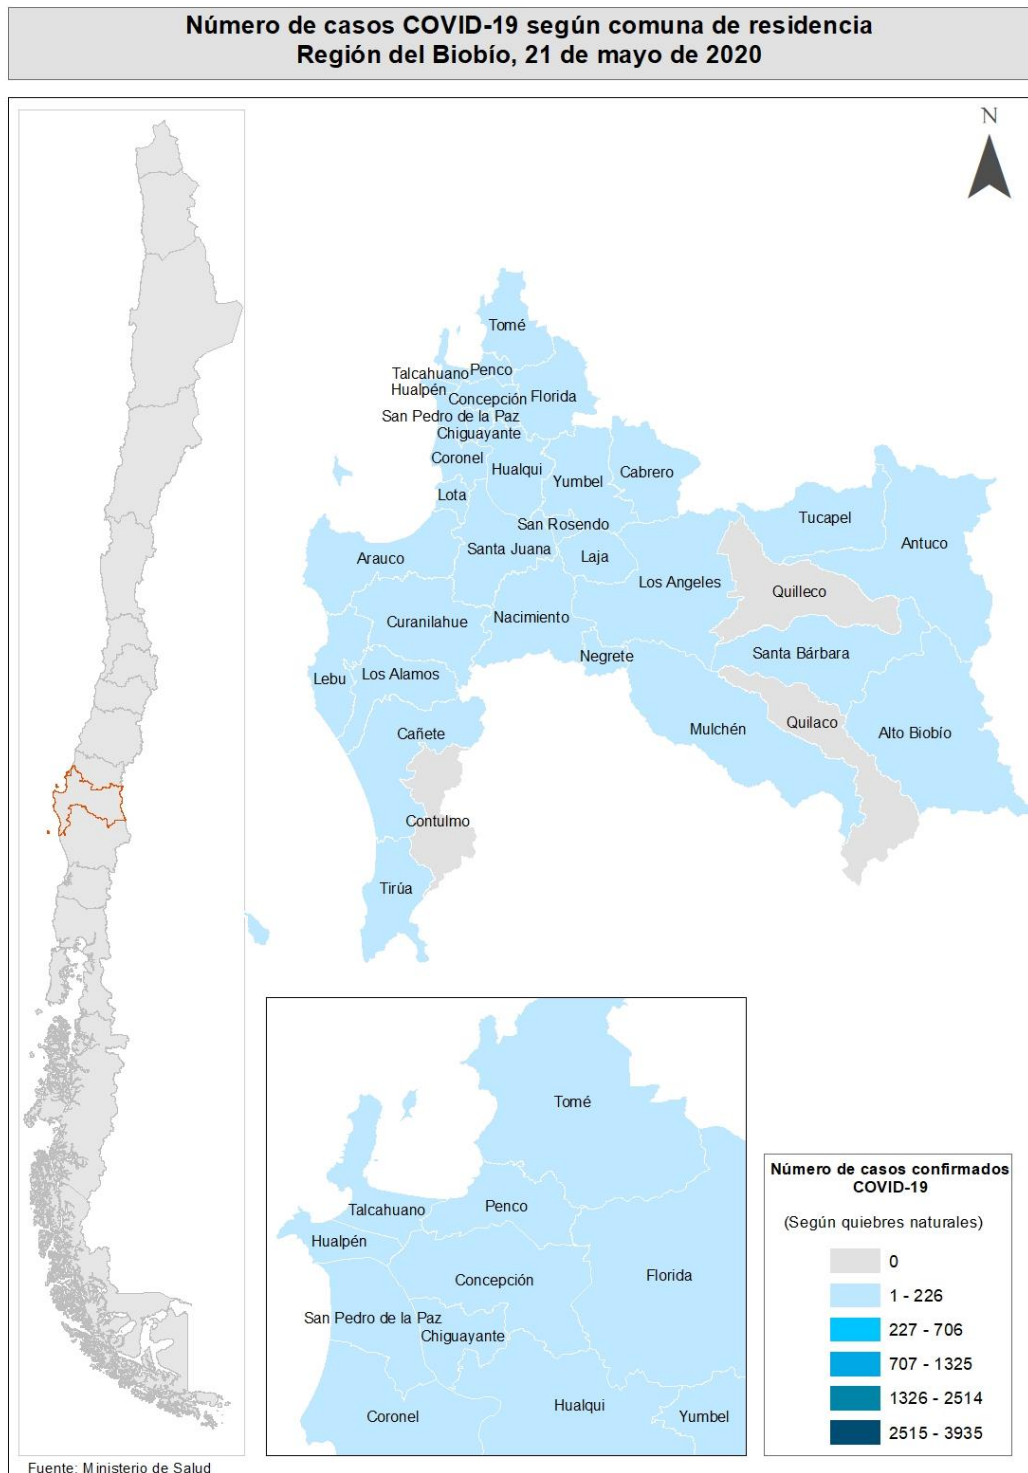 Número de casos COVID-19 según comuna de residencia
Región del Biobío, 21 de mayo de 2020
N
Tomé
Penco
Talcahuano
Hualpén
Concepción
Florida
San Pedro de la Paz
Chiguayante
Coronel
Hualqui
Yumbel
Cabrero
Lota
San Rosendo
Tucapel
Antuco
Arauco
Santa Juana
Laja
Los Angeles
Quilleco
Curanilahue
Nacimiento
Negrete
Santa Bárbara
Lebu
Los Alamos
Cañete
Mulchén
Quilaco
Alto Biobío
Contulmo
Tirúa
Tomé
Talcahuano
Penco
Hualpén
Concepción
Florida
San Pedro de la Paz
Chiguayante
Coronel
Hualqui
Yumbel
Número de casos confirmados
COVID-19
(Según quiebres naturales)
0
1 - 226
227 - 706
707 - 1325
1326 - 2514
2515 - 3935
Fuente: Ministerio de Salud